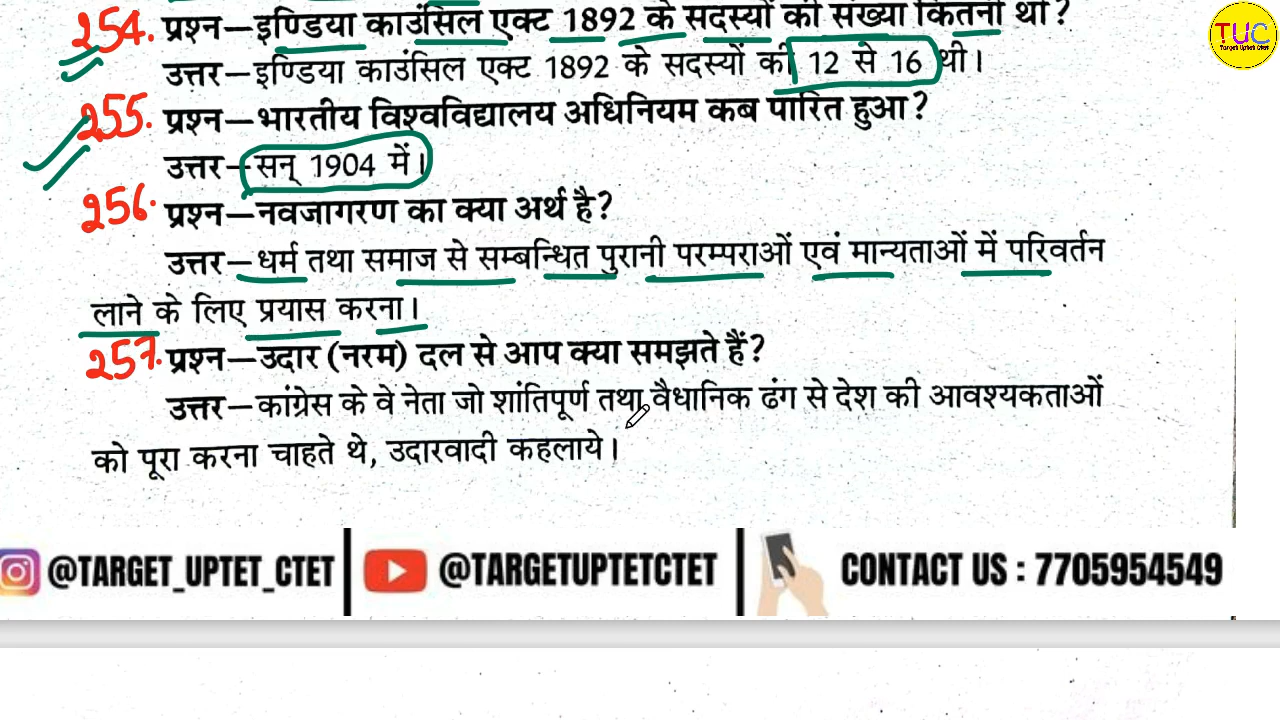 254. प्रश्न–इण्डिया काउंसिल एक्ट 1892 के सदस्यों की संख्या कितनी थी?
उत्तर–इण्डिया काउंसिल एक्ट 1892 के सदस्यों की 12 से 16 थी।
255. प्रश्न–भारतीय विश्वविद्यालय अधिनियम कब पारित हुआ?
उत्तर–सन् 1904 में।
256. प्रश्न–नवजागरण का क्या अर्थ है?
उत्तर–धर्म तथा समाज से सम्बन्धित पुरानी परम्पराओं एवं मान्यताओं में परिवर्तन
लाने के लिए प्रयास करना।
257. प्रश्न–उदार (नरम) दल से आप क्या समझते हैं?
उत्तर–कांग्रेस के वे नेता जो शांतिपूर्ण तथा वैधानिक ढंग से देश की आवश्यकताओं
को पूरा करना चाहते थे, उदारवादी कहलाये।
@TARGET_UPTET_CTET @TARGETUPTETCTET CONTACT US : 7705954549
TUC
Target Uptet Ctet